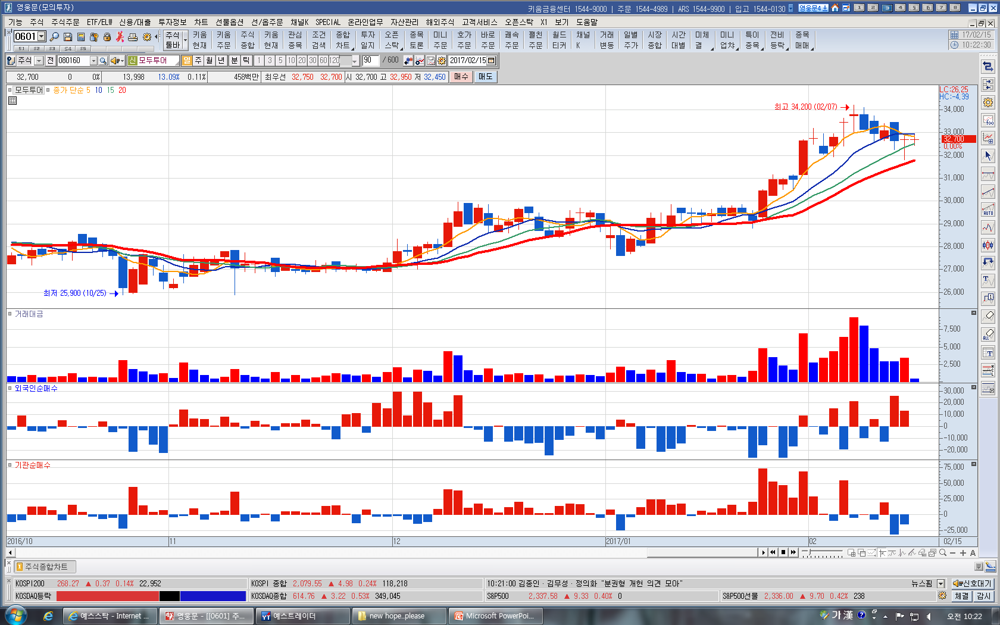 영웅문(모의투자)
키움금융센터 1544-9000 | 주문 1544-4989 | ARS 1544-9900 | 입고 1544-0130 영웅문4 1 2 3 4 5 6 7 8
기능 주식 주식주문 ETF/ELW 신용/대출 투자정보 차트 선물옵션 선/옵주문 채널K SPECIAL 온라인업무 자산관리 해외주식 고객서비스 오픈스탁 X1 보기 도움말
0601 주식 키움 키움 주식 키움 관심 조건 종합 투자 오픈 종목 미니 호가 바로 쾌속 펼친 월드 채널 거래 일별 시장 시간 미체 미니 특이 전비 종목 17/02/15
툴바 현재 주문 종합 현재 종목 검색 차트 일지 스탁 토론 주문 주문 주문 주문 주문 티커 K 변동 주가 종합 대별 결 업챠 종목 등락 매매 10:22:30
S1 S2 S3 S4 S5
주식 전 080160 신 모두투어 일 주 월 년 분 틱 1 3 5 10 20 30 60 120 90 / 600 2017/02/15
32,700 0 0% 13,998 13.09% 0.11% 458백만 최우선 32,750 32,700 시 32,700 고 32,950 저 32,450 매수 매도
모두투어 종가 단순 5 10 15 20
LC:26.25
HC:-4.39
최고 34,200 (02/07)
34,000
33,000
32,700
0.00%
32,000
31,000
30,000
29,000
28,000
27,000
최저 25,900 (10/25)
26,000
거래대금
7,500
5,000
2,500
외국인순매수
30,000
20,000
10,000
0
-10,000
-20,000
기관순매수
75,000
50,000
25,000
0
-25,000
2016/10 11 12 2017/01 02 02/15
1 주식종합차트
KOSPI200 268.27 ▲ 0.37 0.14% 22,952 KOSPI 종합 2,079.55 ▲ 4.98 0.24% 118,218 10:21:00 김종인·김무성·정의화 "분권형 개헌 의견 모아" 뉴스핌 신호대기
KOSDAQ등락 KOSDAQ종합 614.76 ▲ 3.22 0.53% 349,045 S&P500 2,337.58 ▲ 9.33 0.40% 0 S&P500선물 2,336.00 ▲ 9.70 0.42% 238 체결 감시
예스스탁 - Internet ... 영웅문 - [[0601] 주... 예스트레이더 new hope..please Microsoft PowerPoi... 가 漢 오전 10:22